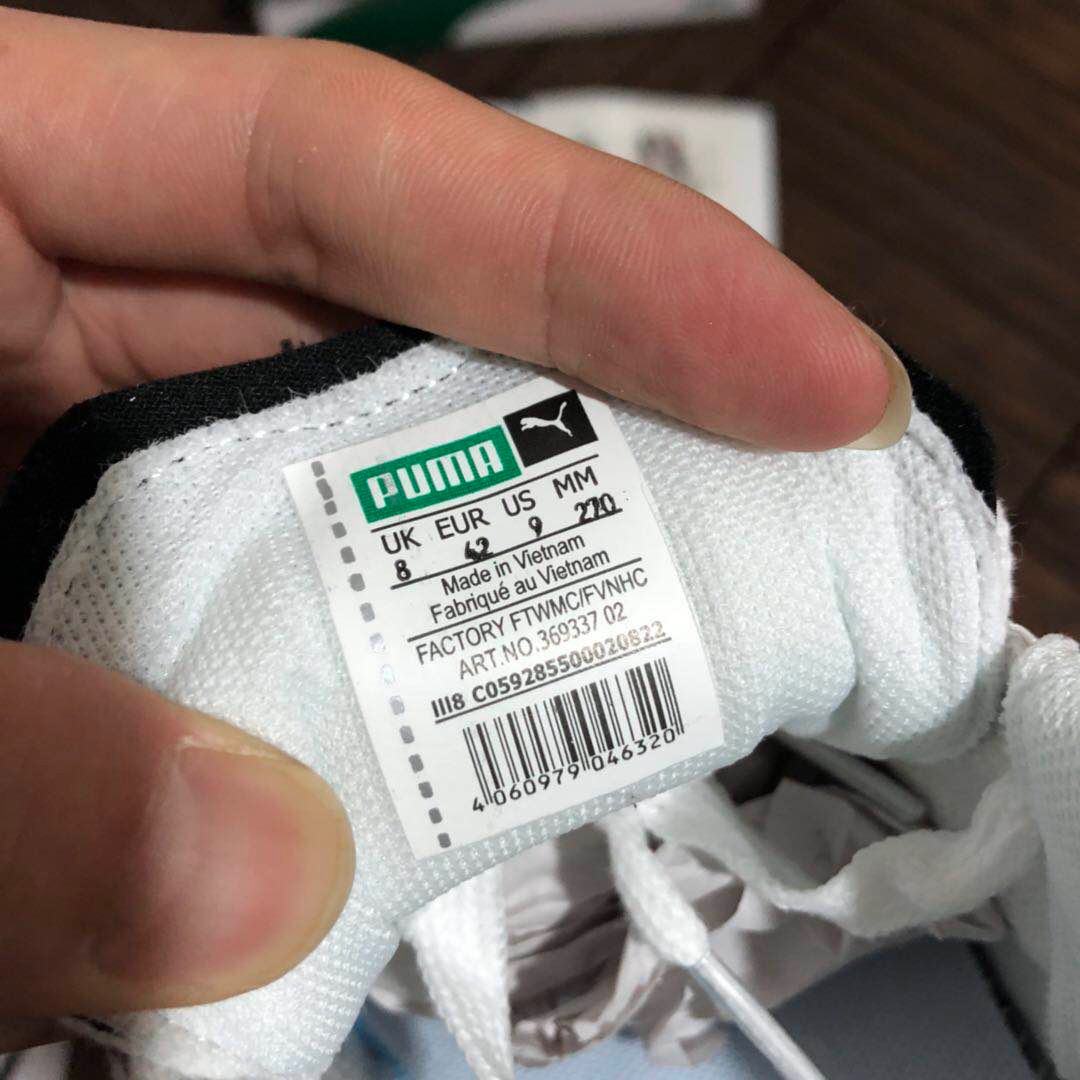 PUMA
UK EUR US MM
8 42 9 270
Made in Vietnam
Fabriqué au Vietnam
FACTORY FTWMC/FVNHC
ART.NO.369337 02
III8 C059285500020822
4 060979 046320